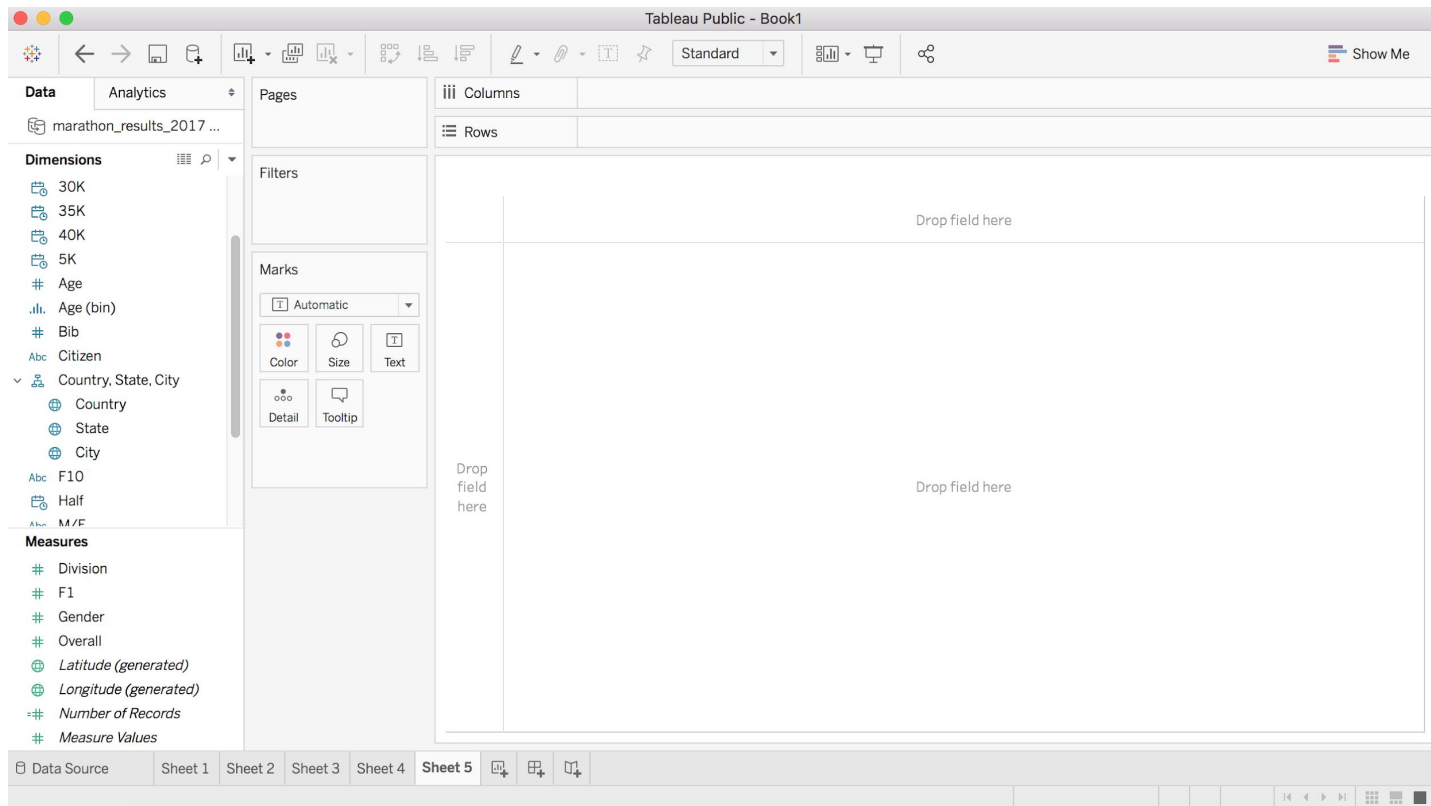 Tableau Public - Book1
Standard
Show Me
Data
Analytics
marathon_results_2017 ...
Dimensions
30K
35K
40K
5K
# Age
Age (bin)
# Bib
Abc Citizen
Country, State, City
Country
State
City
Abc F10
Half
Abc M/F
Measures
# Division
# F1
# Gender
# Overall
Latitude (generated)
Longitude (generated)
=# Number of Records
# Measure Values
Pages
Filters
Marks
T Automatic
Color
Size
T
Text
Detail
Tooltip
Columns
Rows
Drop field here
Drop
field
here
Drop field here
Data Source
Sheet 1
Sheet 2
Sheet 3
Sheet 4
Sheet 5